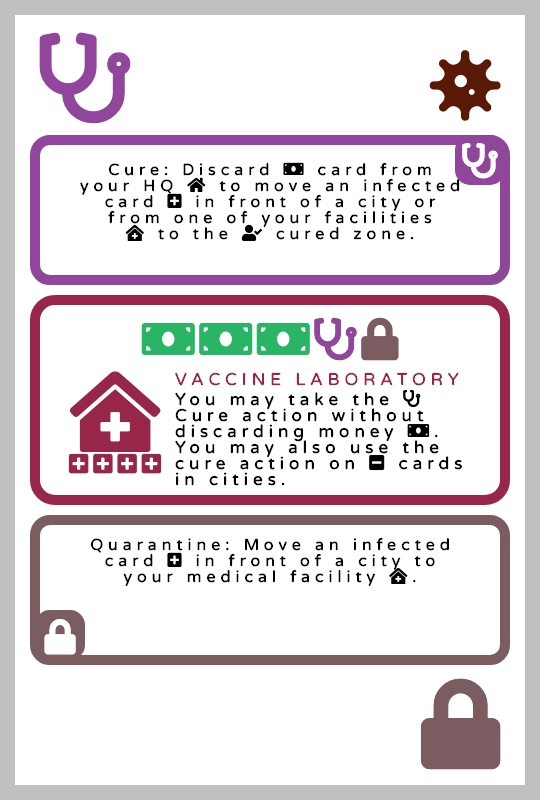 Cure: Discard card from
your HQ to move an infected
card in front of a city or
from one of your facilities
to the cured zone.
VACCINE LABORATORY
You may take the
Cure action without
discarding money .
You may also use the
cure action on cards
in cities.
Quarantine: Move an infected
card in front of a city to
your medical facility .